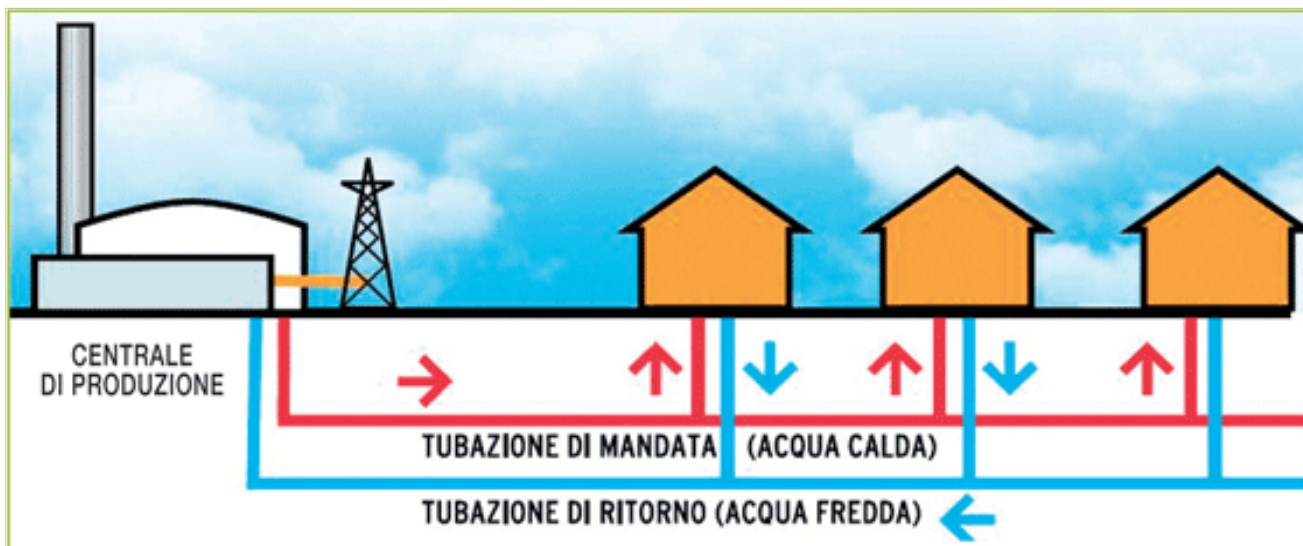 CENTRALE
DI PRODUZIONE
TUBAZIONE DI MANDATA (ACQUA CALDA)
TUBAZIONE DI RITORNO (ACQUA FREDDA)